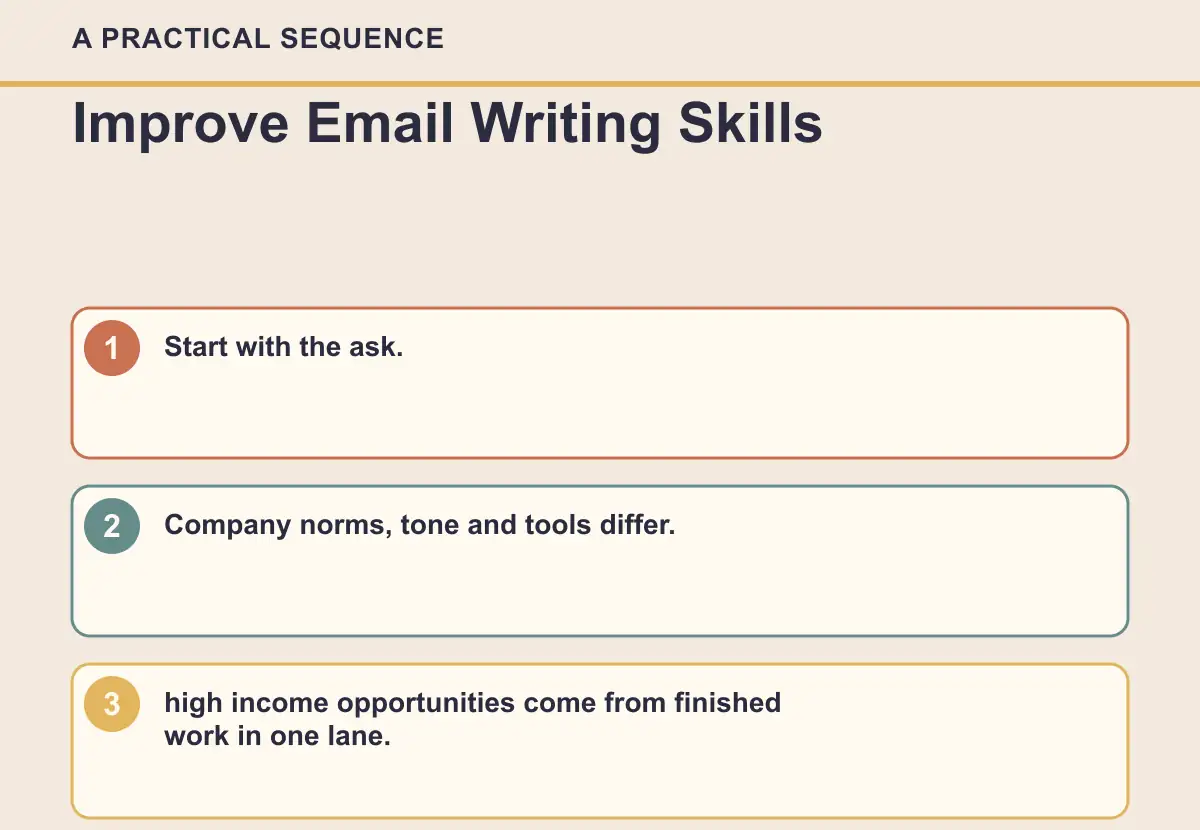 A PRACTICAL SEQUENCE
Improve Email Writing Skills
1
Start with the ask.
2
Company norms, tone and tools differ.
3
high income opportunities come from finished
work in one lane.